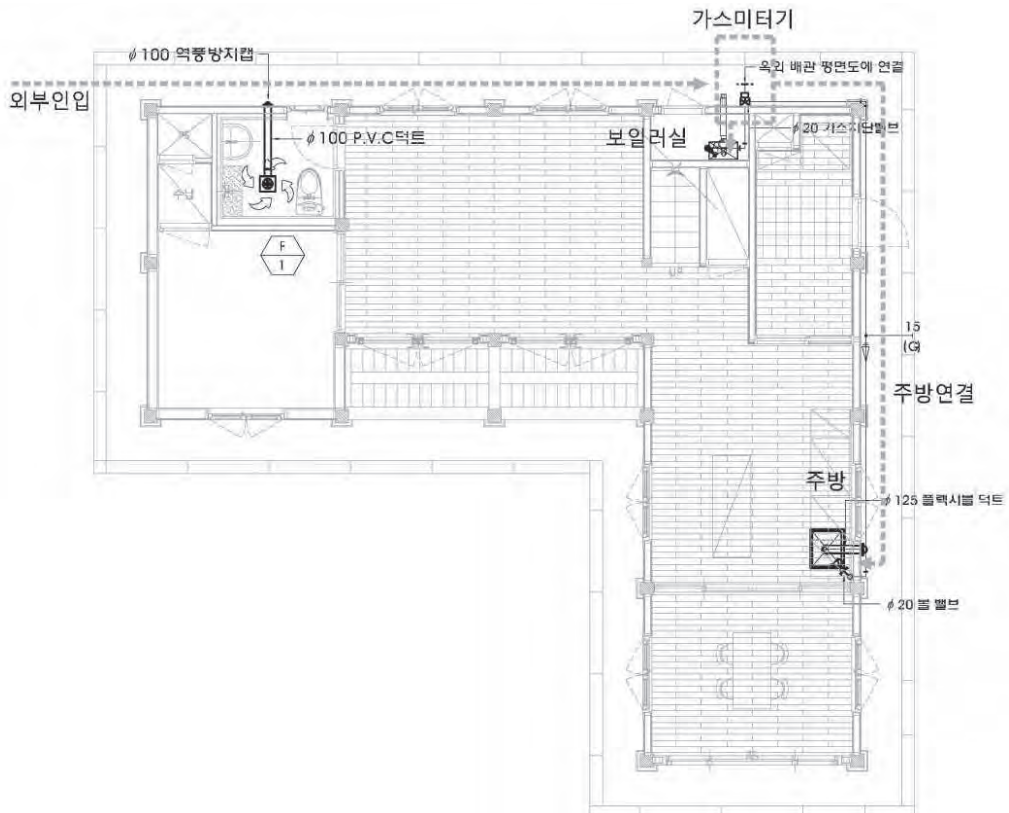 가스미터기
ϕ100 역풍방지캡
옥외 배관 평면도에 연결
외부인입
ϕ100 P.V.C덕트
보일러실
ϕ20 가스차단밸브
F
1
UP
15
(G)
주방연결
주방
ϕ125 플렉시블 덕트
ϕ20 볼 밸브